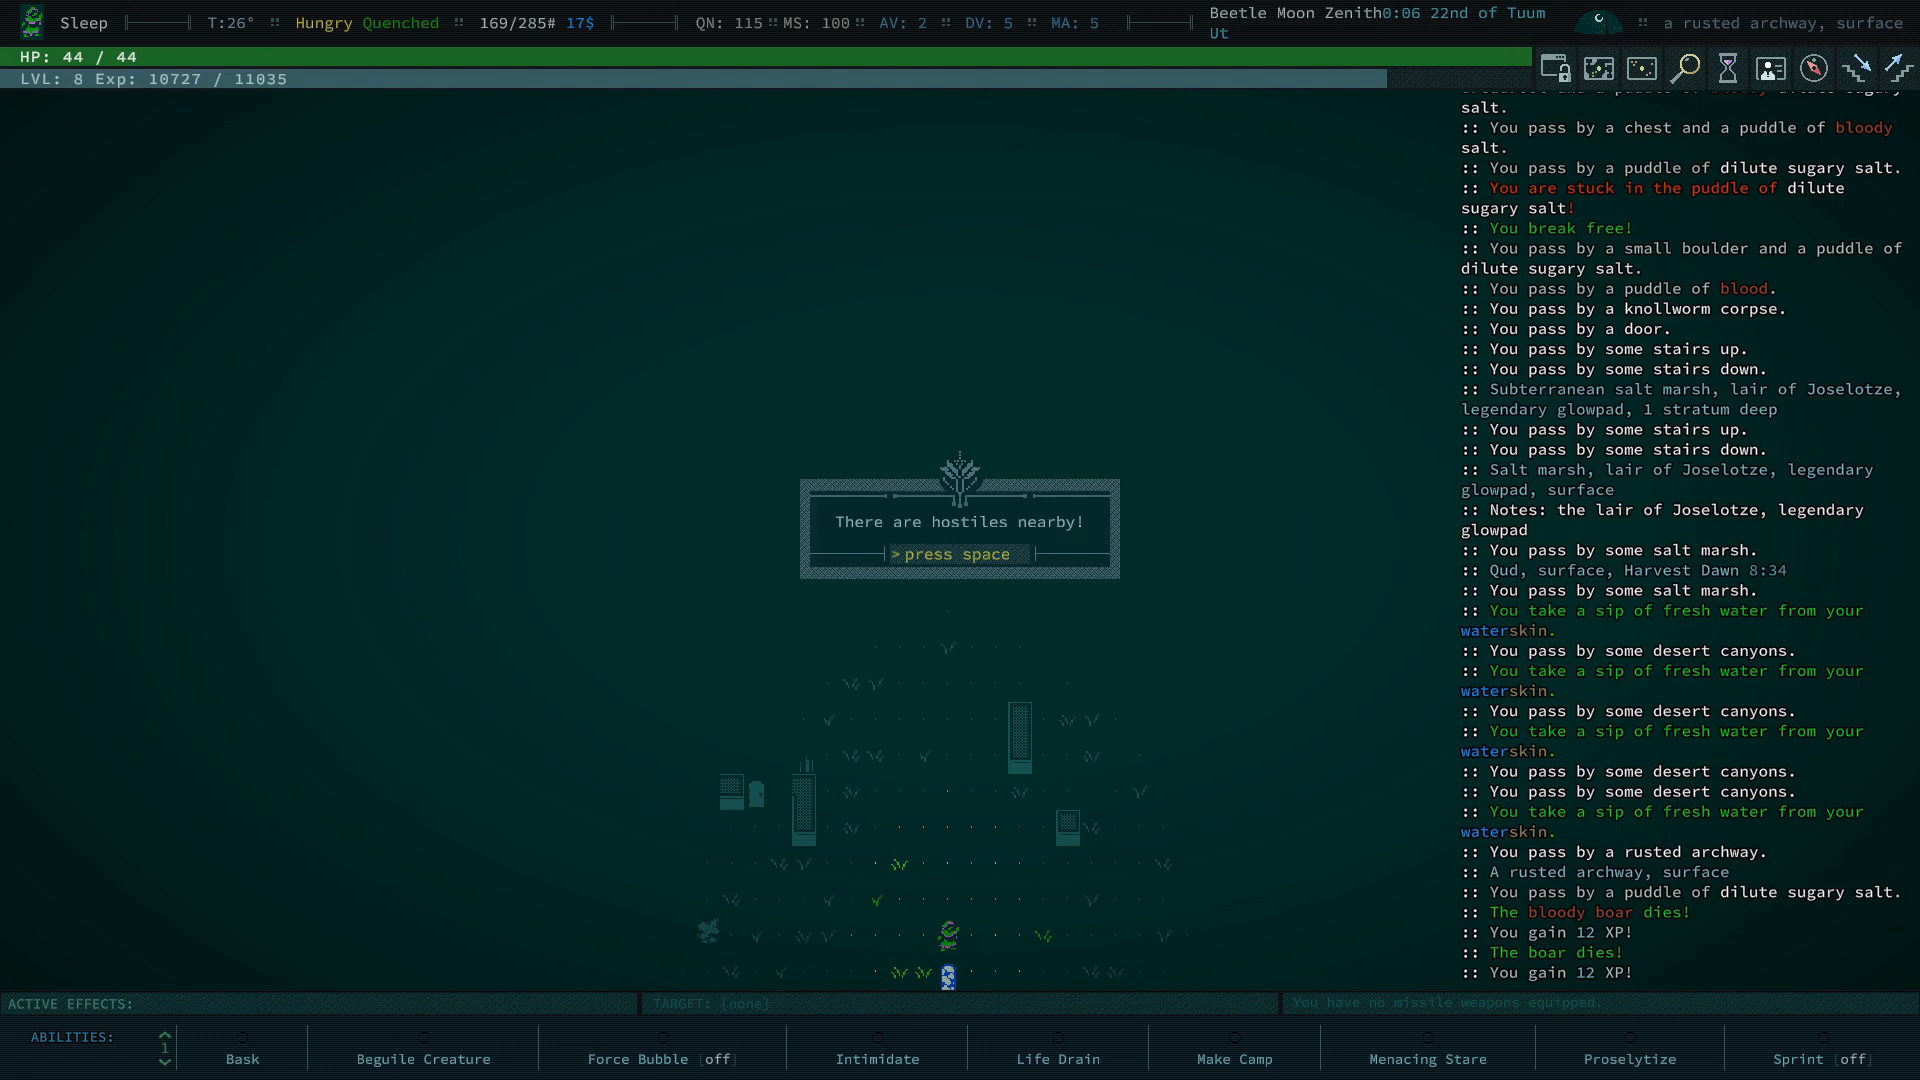 Sleep T:26° :: Hungry Quenched :: 169/285# 17$ QN: 115 :: MS: 100 :: AV: 2 :: DV: 5 :: MA: 5 Beetle Moon Zenith0:06 22nd of Tuum Ut :: a rusted archway, surface
HP: 44 / 44
LVL: 8 Exp: 10727 / 11035
salt.
:: You pass by a chest and a puddle of bloody
salt.
:: You pass by a puddle of dilute sugary salt.
:: You are stuck in the puddle of dilute
sugary salt!
:: You break free!
:: You pass by a small boulder and a puddle of
dilute sugary salt.
:: You pass by a puddle of blood.
:: You pass by a knollworm corpse.
:: You pass by a door.
:: You pass by some stairs up.
:: You pass by some stairs down.
:: Subterranean salt marsh, lair of Joselotze,
legendary glowpad, 1 stratum deep
:: You pass by some stairs up.
:: You pass by some stairs down.
:: Salt marsh, lair of Joselotze, legendary
glowpad, surface
:: Notes: the lair of Joselotze, legendary
glowpad
:: You pass by some salt marsh.
:: Qud, surface, Harvest Dawn 8:34
:: You pass by some salt marsh.
:: You take a sip of fresh water from your
waterskin.
:: You pass by some desert canyons.
:: You take a sip of fresh water from your
waterskin.
:: You pass by some desert canyons.
:: You take a sip of fresh water from your
waterskin.
:: You pass by some desert canyons.
:: You pass by some desert canyons.
:: You take a sip of fresh water from your
waterskin.
:: You pass by a rusted archway.
:: A rusted archway, surface
:: You pass by a puddle of dilute sugary salt.
:: The bloody boar dies!
:: You gain 12 XP!
:: The boar dies!
:: You gain 12 XP!
There are hostiles nearby!
>press space
ACTIVE EFFECTS:
TARGET: [none]
You have no missile weapons equipped.
ABILITIES: 1 Bask Beguile Creature Force Bubble [off] Intimidate Life Drain Make Camp Menacing Stare Proselytize Sprint [off]